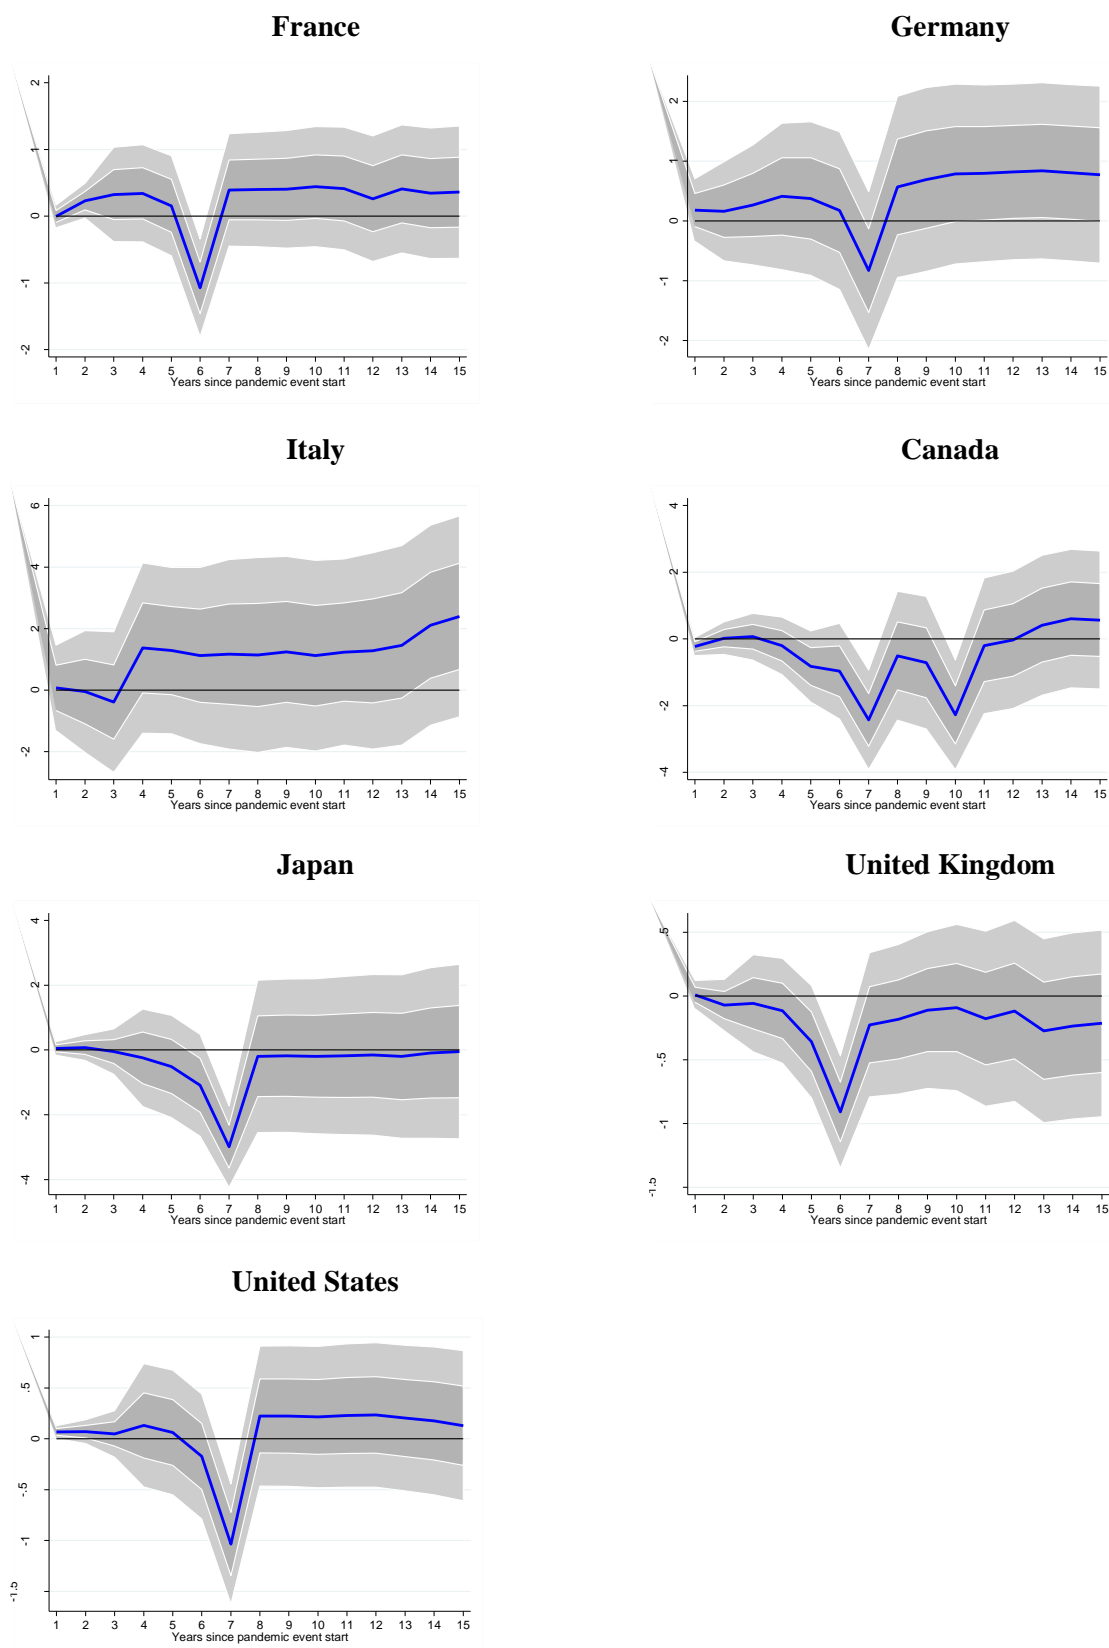 France
2
1
0
-1
-2
1 2 3 4 5 6 7 8 9 10 11 12 13 14 15
Years since pandemic event start
Germany
2
1
0
-1
-2
1 2 3 4 5 6 7 8 9 10 11 12 13 14 15
Years since pandemic event start
Italy
6
4
2
0
-2
1 2 3 4 5 6 7 8 9 10 11 12 13 14 15
Years since pandemic event start
Canada
4
2
0
-2
-4
1 2 3 4 5 6 7 8 9 10 11 12 13 14 15
Years since pandemic event start
Japan
4
2
0
-2
-4
1 2 3 4 5 6 7 8 9 10 11 12 13 14 15
Years since pandemic event start
United Kingdom
.5
0
-.5
-1
-1.5
1 2 3 4 5 6 7 8 9 10 11 12 13 14 15
Years since pandemic event start
United States
1
.5
0
-.5
-1
-1.5
1 2 3 4 5 6 7 8 9 10 11 12 13 14 15
Years since pandemic event start